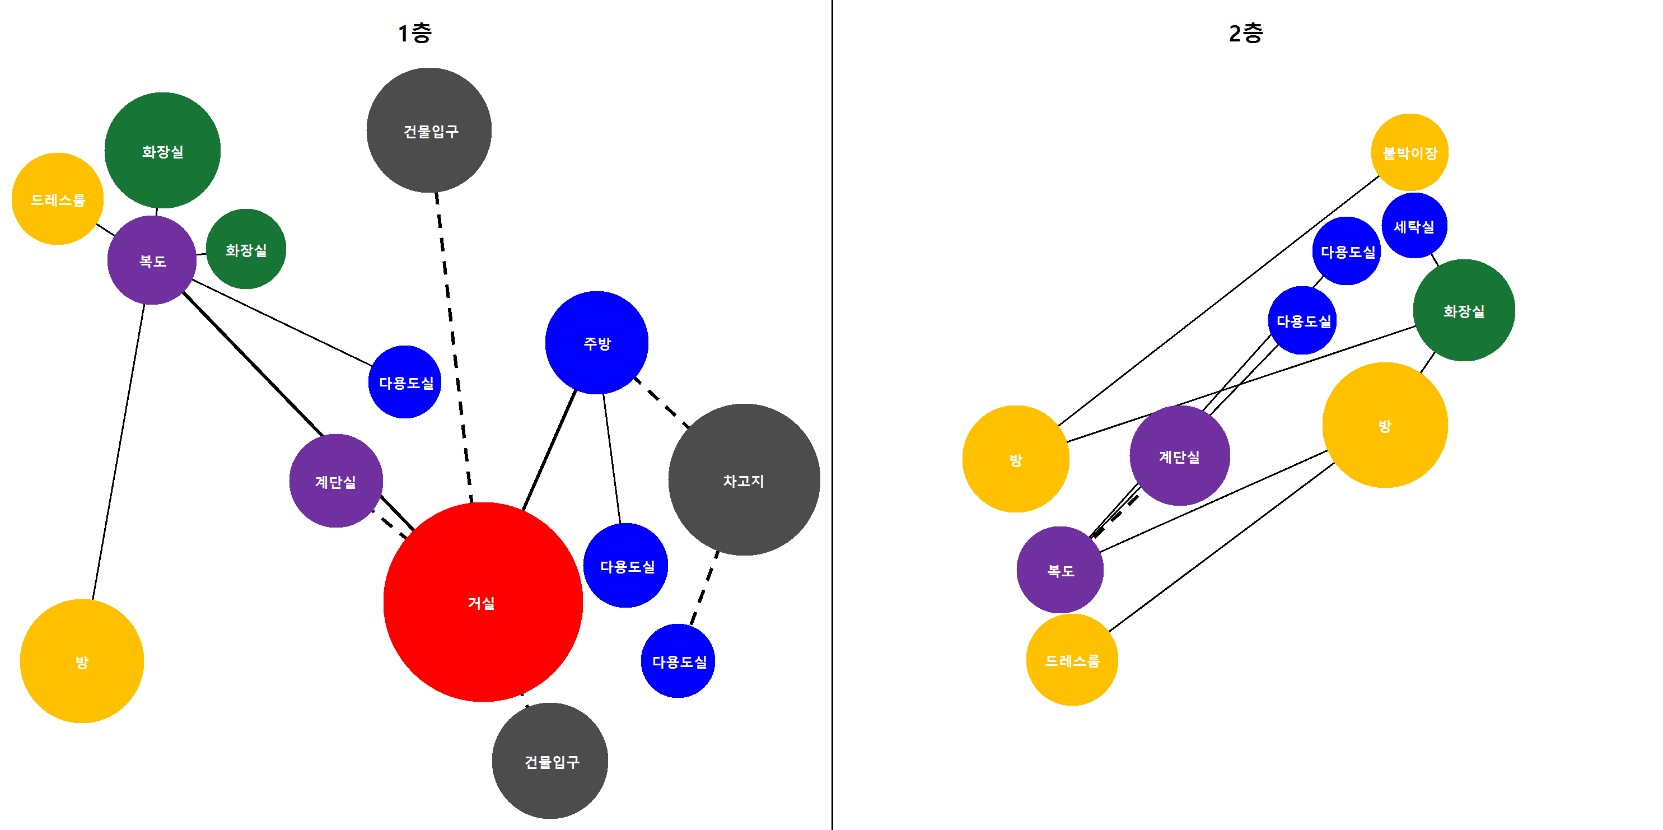 1층
건물입구
화장실
드레스룸
화장실
복도
주방
다용도실
계단실
차고지
다용도실
거실
방
다용도실
건물입구
2층
붙박이장
세탁실
다용도실
화장실
다용도실
방
계단실
방
복도
드레스룸